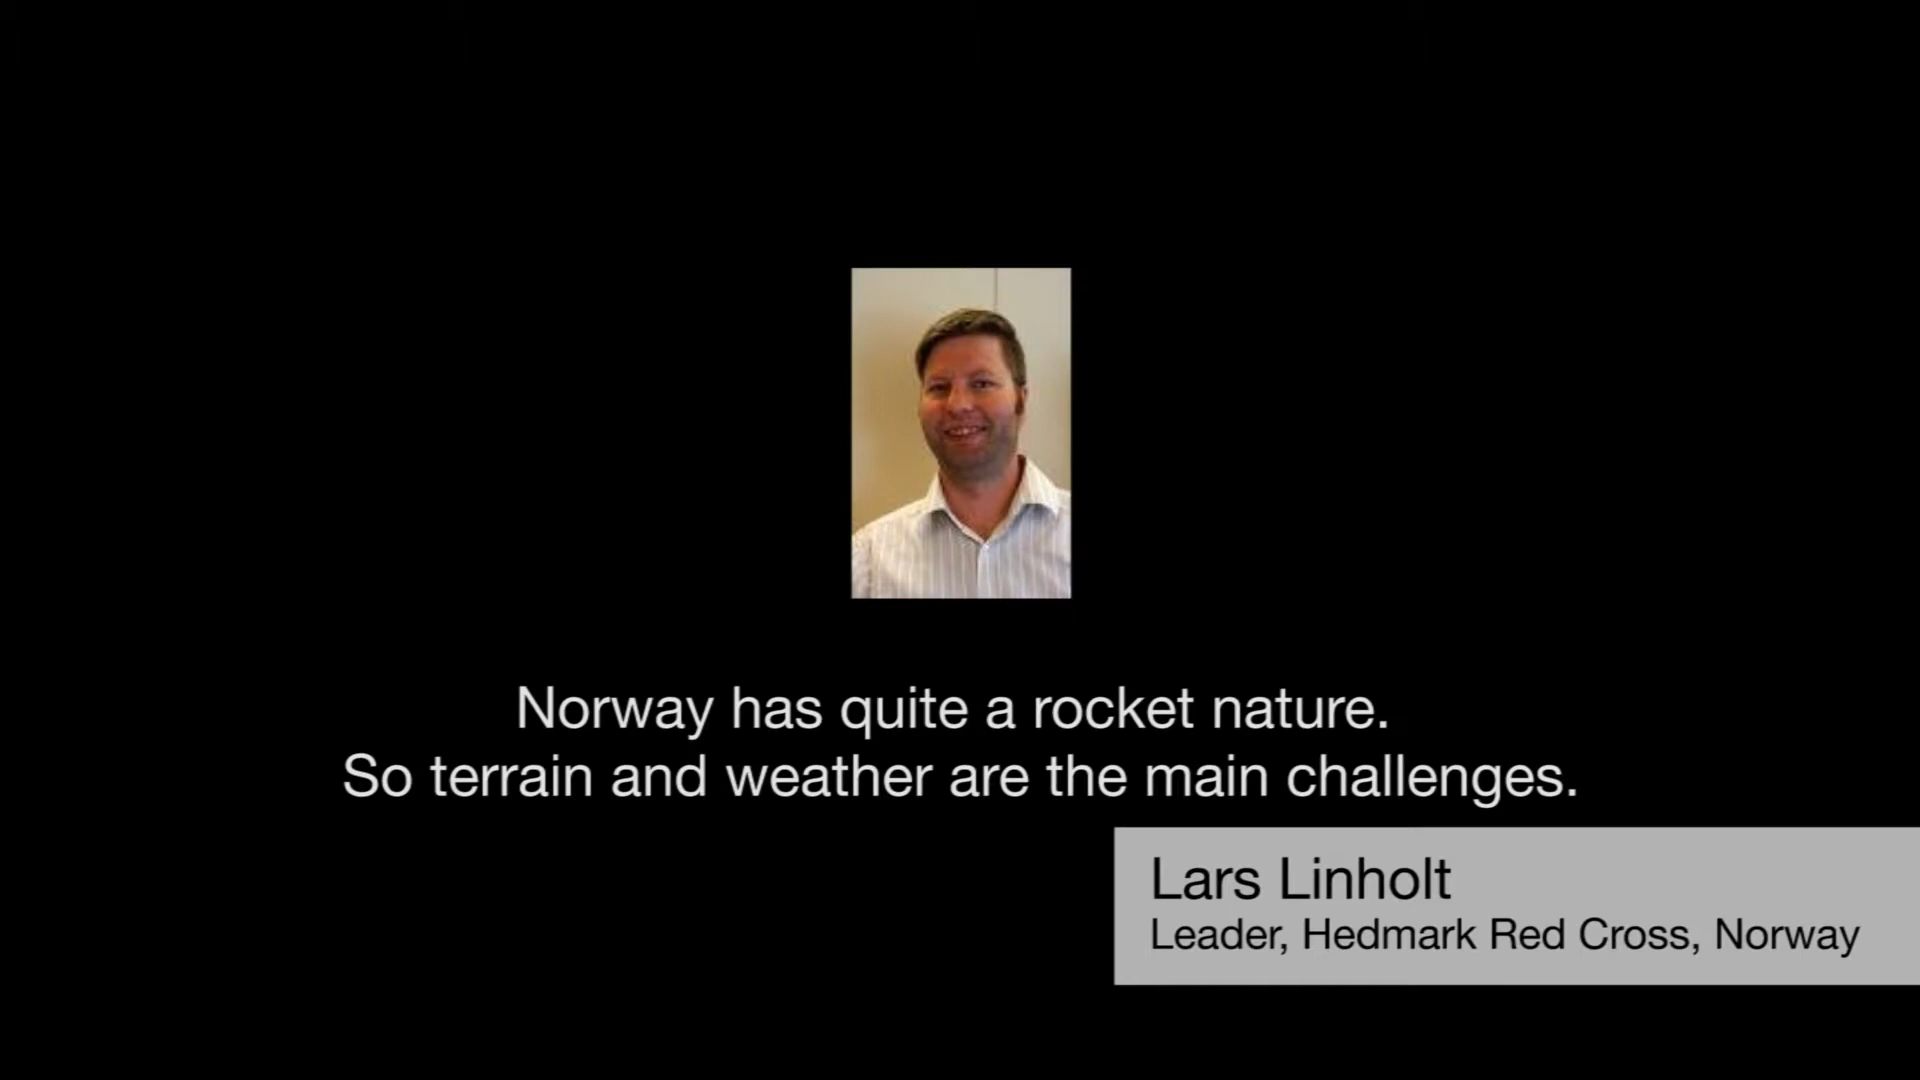 Norway has quite a rocket nature.
So terrain and weather are the main challenges.
Lars Linholt
Leader, Hedmark Red Cross, Norway